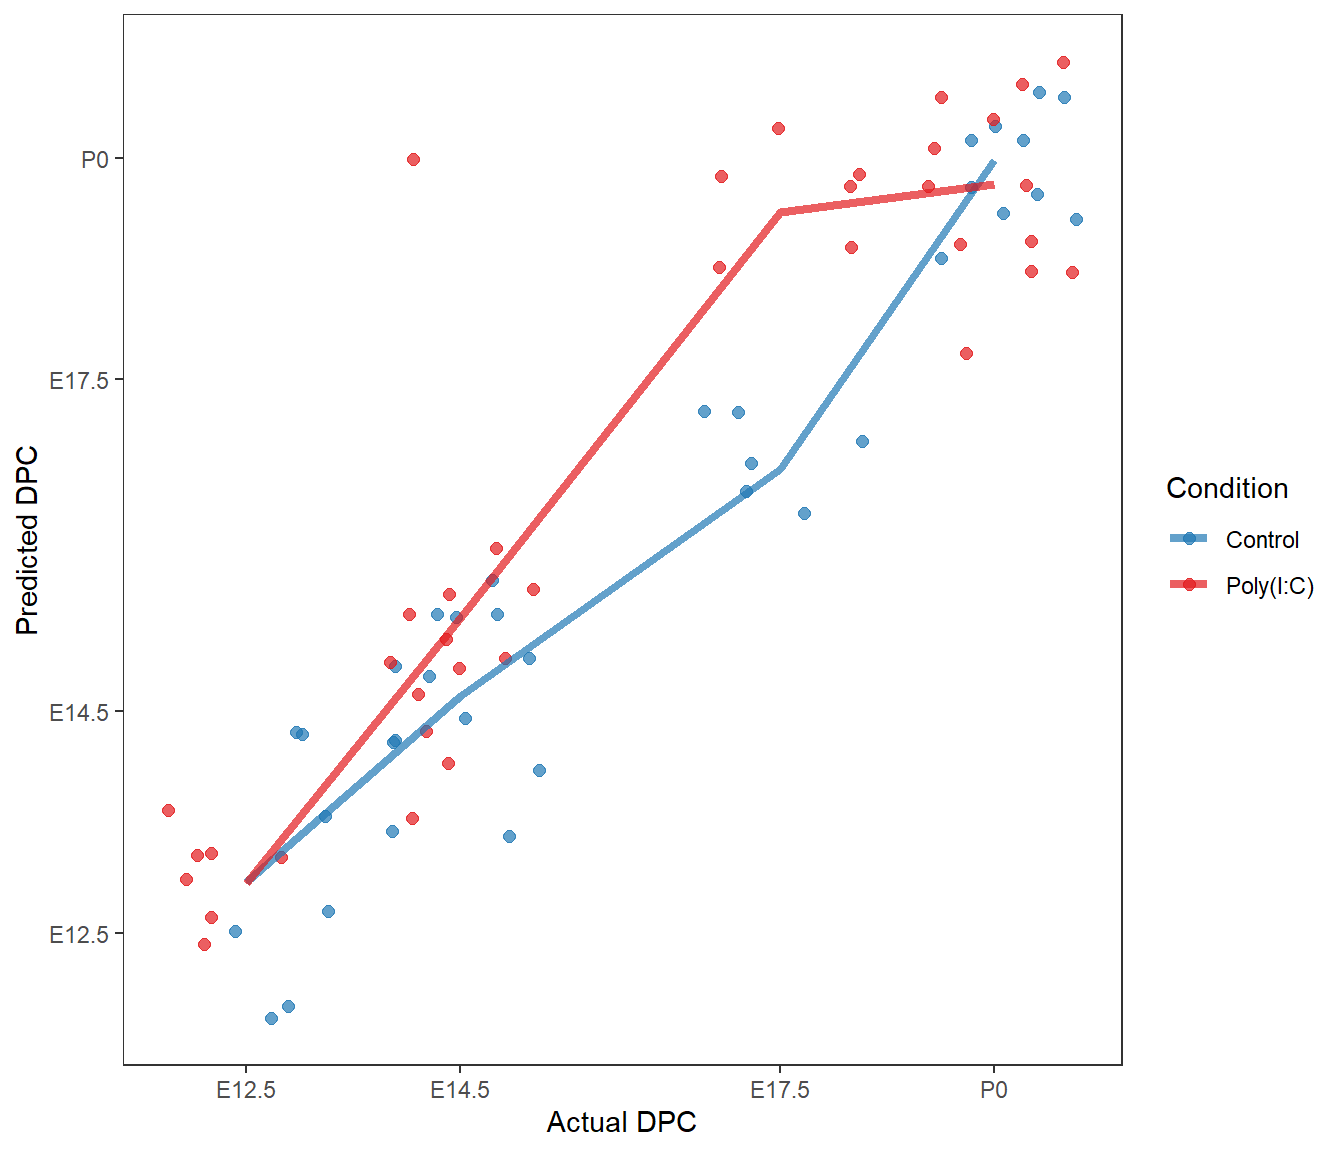 P0
E17.5
E14.5
E12.5
Predicted DPC
E12.5 E14.5 E17.5 P0
Actual DPC
Condition
Control
Poly(I:C)